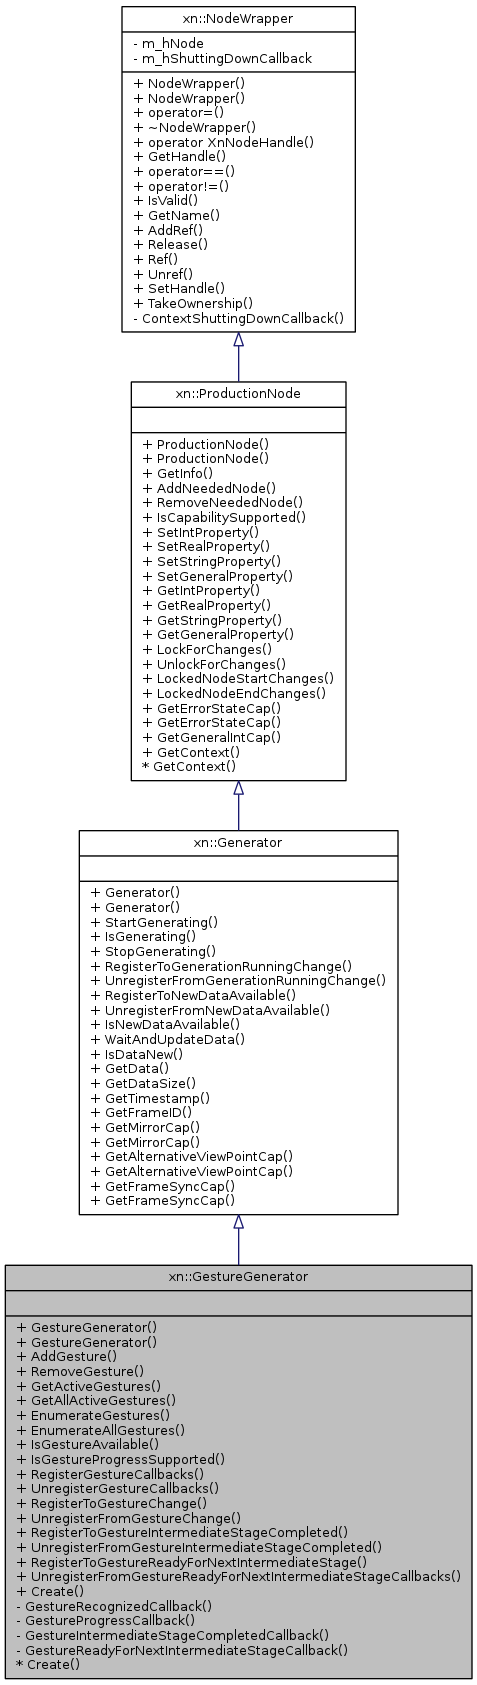 xn::NodeWrapper
- m_hNode
- m_hShuttingDownCallback
+ NodeWrapper()
+ NodeWrapper()
+ operator=()
+ ~NodeWrapper()
+ operator XnNodeHandle()
+ GetHandle()
+ operator==()
+ operator!=()
+ IsValid()
+ GetName()
+ AddRef()
+ Release()
+ Ref()
+ Unref()
+ SetHandle()
+ TakeOwnership()
- ContextShuttingDownCallback()
xn::ProductionNode
+ ProductionNode()
+ ProductionNode()
+ GetInfo()
+ AddNeededNode()
+ RemoveNeededNode()
+ IsCapabilitySupported()
+ SetIntProperty()
+ SetRealProperty()
+ SetStringProperty()
+ SetGeneralProperty()
+ GetIntProperty()
+ GetRealProperty()
+ GetStringProperty()
+ GetGeneralProperty()
+ LockForChanges()
+ UnlockForChanges()
+ LockedNodeStartChanges()
+ LockedNodeEndChanges()
+ GetErrorStateCap()
+ GetErrorStateCap()
+ GetGeneralIntCap()
+ GetContext()
* GetContext()
xn::Generator
+ Generator()
+ Generator()
+ StartGenerating()
+ IsGenerating()
+ StopGenerating()
+ RegisterToGenerationRunningChange()
+ UnregisterFromGenerationRunningChange()
+ RegisterToNewDataAvailable()
+ UnregisterFromNewDataAvailable()
+ IsNewDataAvailable()
+ WaitAndUpdateData()
+ IsDataNew()
+ GetData()
+ GetDataSize()
+ GetTimestamp()
+ GetFrameID()
+ GetMirrorCap()
+ GetMirrorCap()
+ GetAlternativeViewPointCap()
+ GetAlternativeViewPointCap()
+ GetFrameSyncCap()
+ GetFrameSyncCap()
xn::GestureGenerator
+ GestureGenerator()
+ GestureGenerator()
+ AddGesture()
+ RemoveGesture()
+ GetActiveGestures()
+ GetAllActiveGestures()
+ EnumerateGestures()
+ EnumerateAllGestures()
+ IsGestureAvailable()
+ IsGestureProgressSupported()
+ RegisterGestureCallbacks()
+ UnregisterGestureCallbacks()
+ RegisterToGestureChange()
+ UnregisterFromGestureChange()
+ RegisterToGestureIntermediateStageCompleted()
+ UnregisterFromGestureIntermediateStageCompleted()
+ RegisterToGestureReadyForNextIntermediateStage()
+ UnregisterFromGestureReadyForNextIntermediateStageCallbacks()
+ Create()
- GestureRecognizedCallback()
- GestureProgressCallback()
- GestureIntermediateStageCompletedCallback()
- GestureReadyForNextIntermediateStageCallback()
* Create()